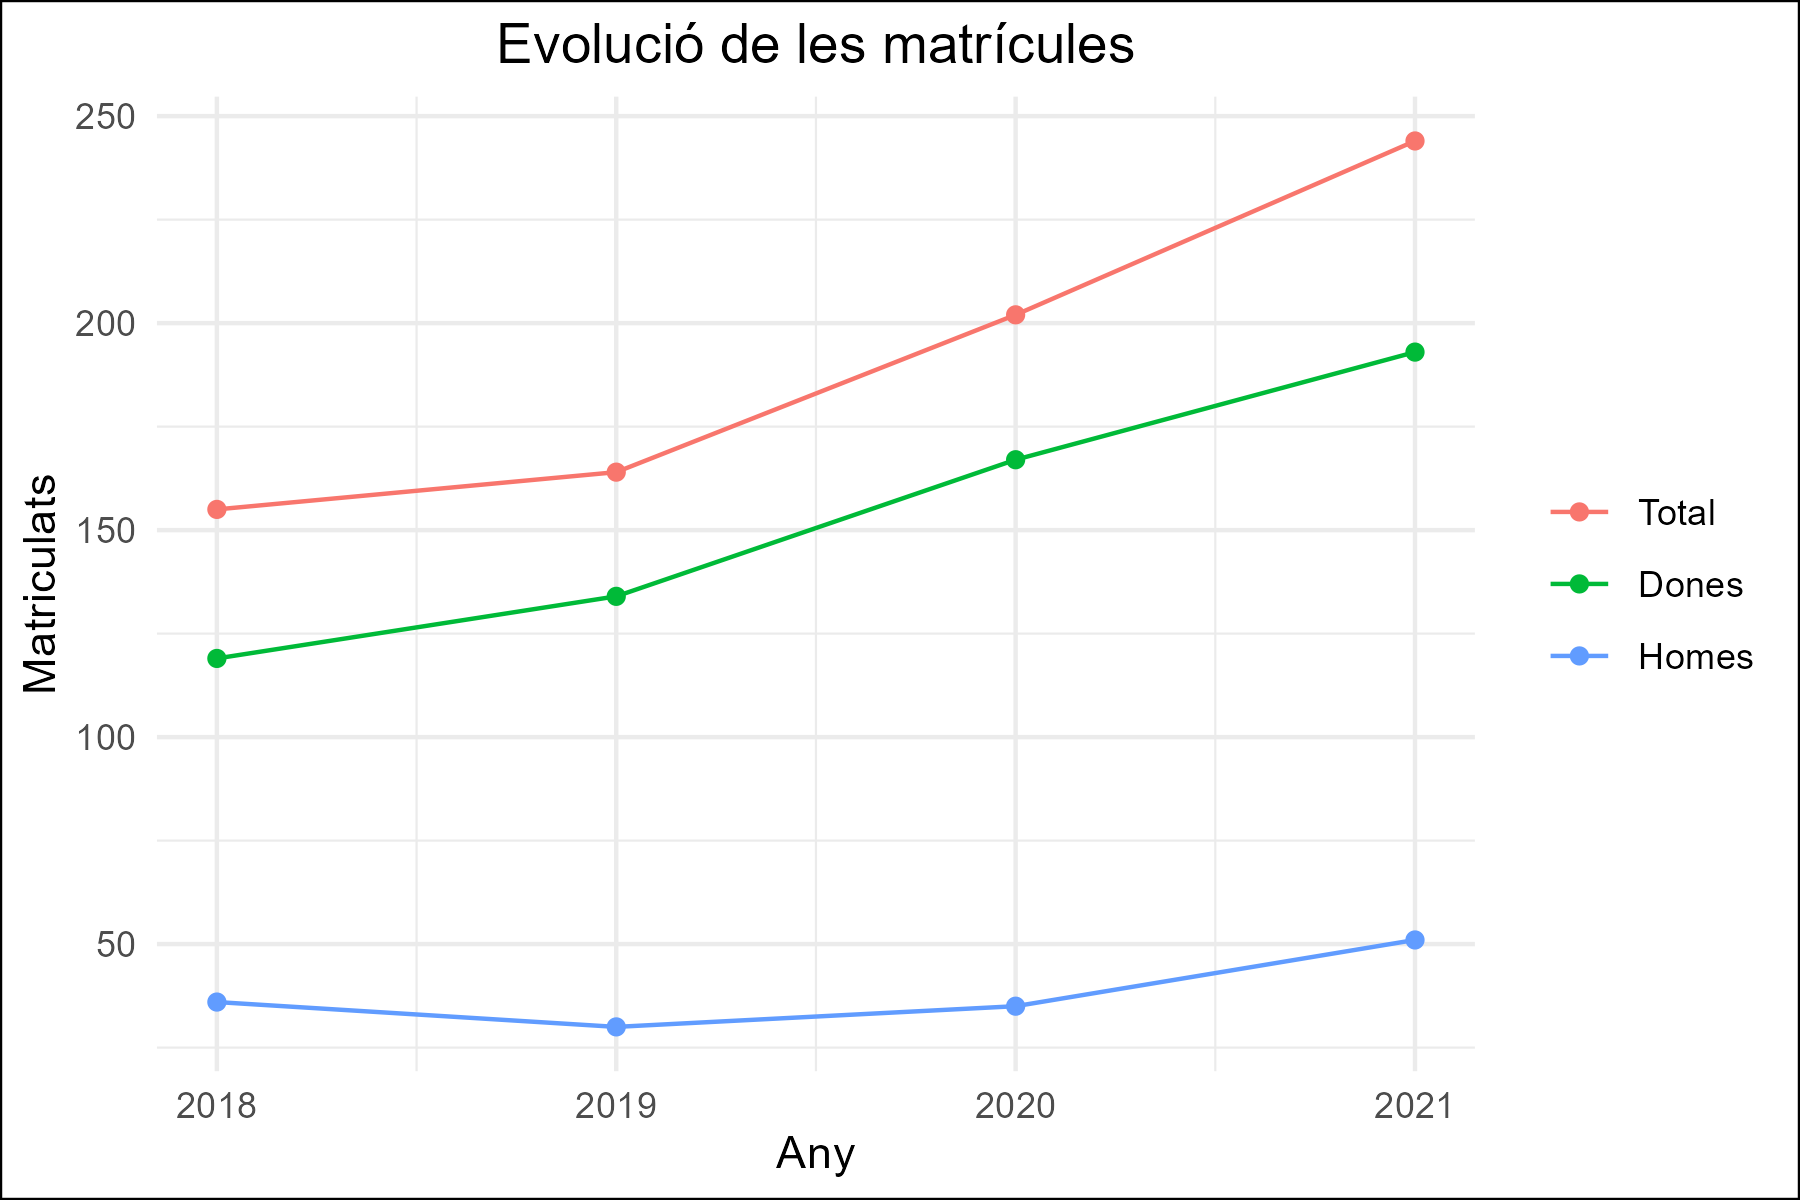 Evolució de les matrícules
250
200
150
100
50
Matriculats
2018 2019 2020 2021
Any
Total
Dones
Homes